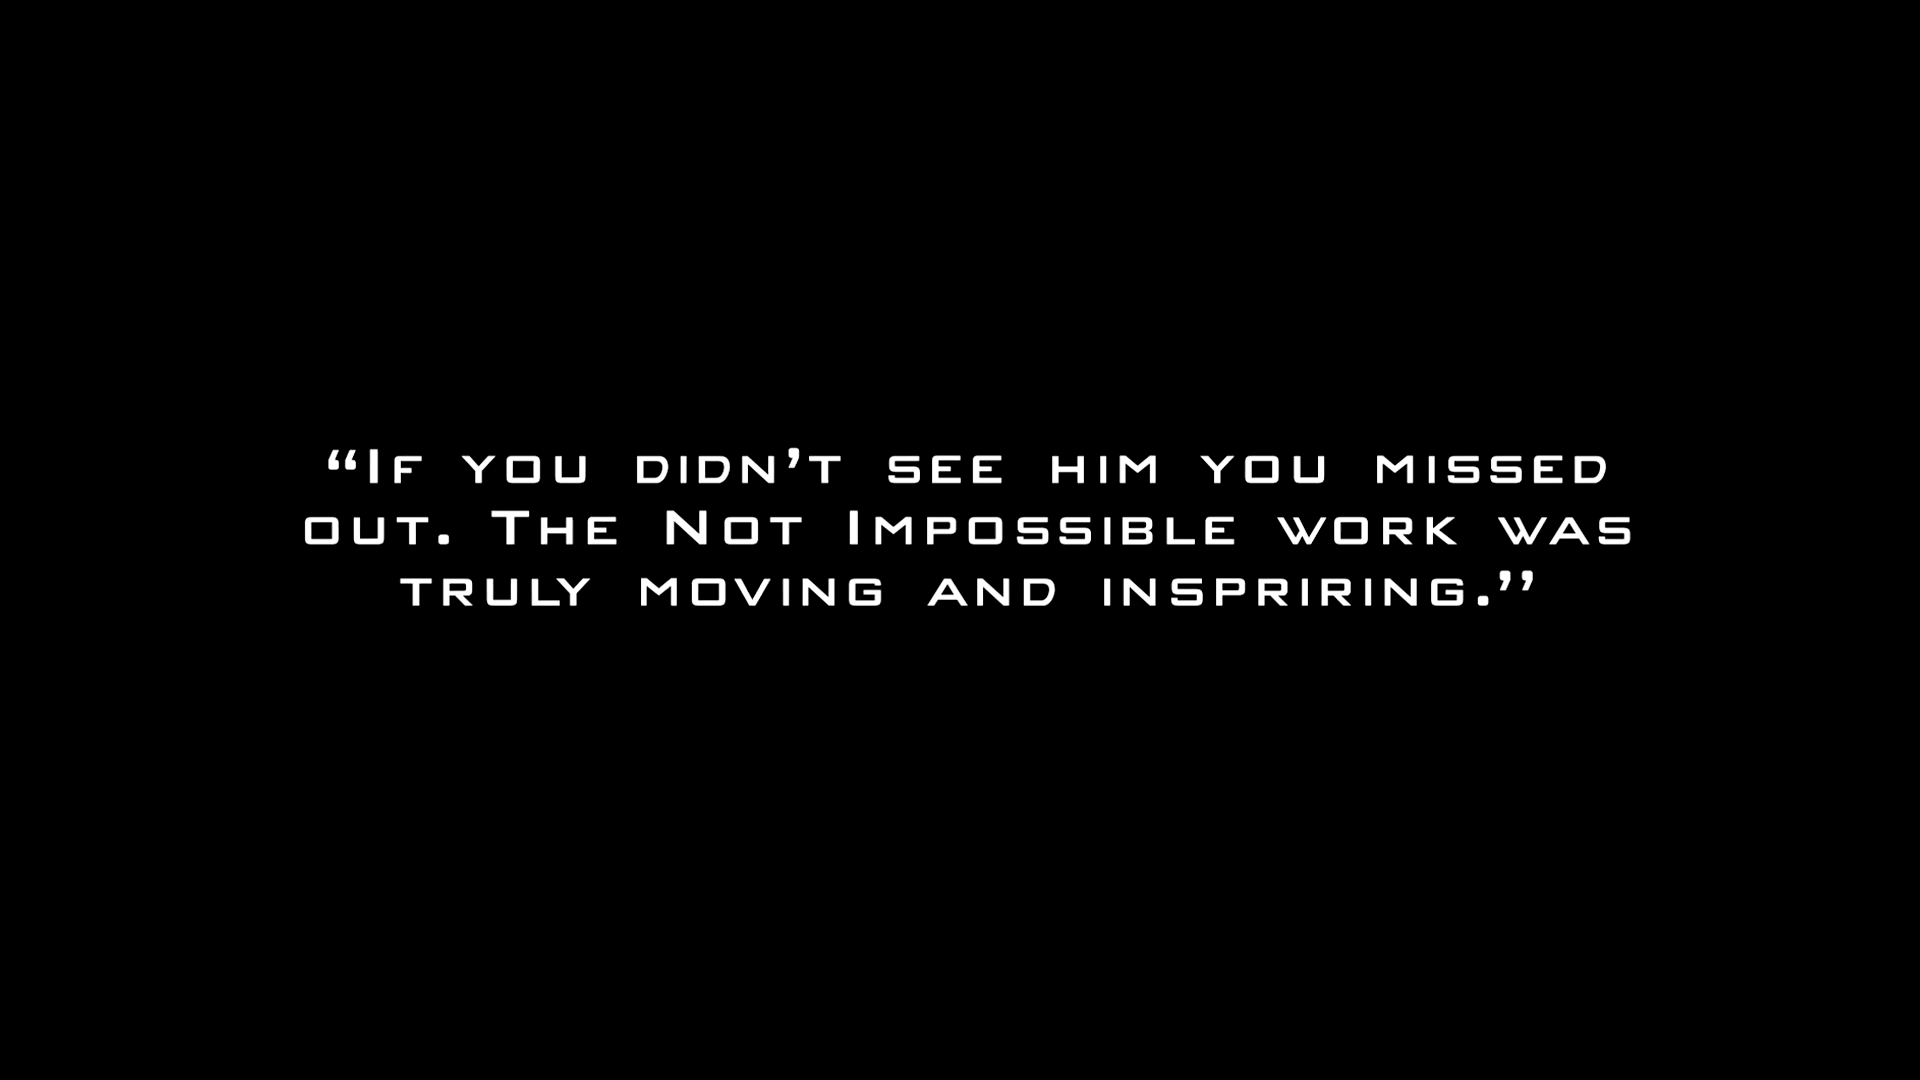 “If you didn’t see him you missed
out. The Not Impossible work was
truly moving and inspriring.”